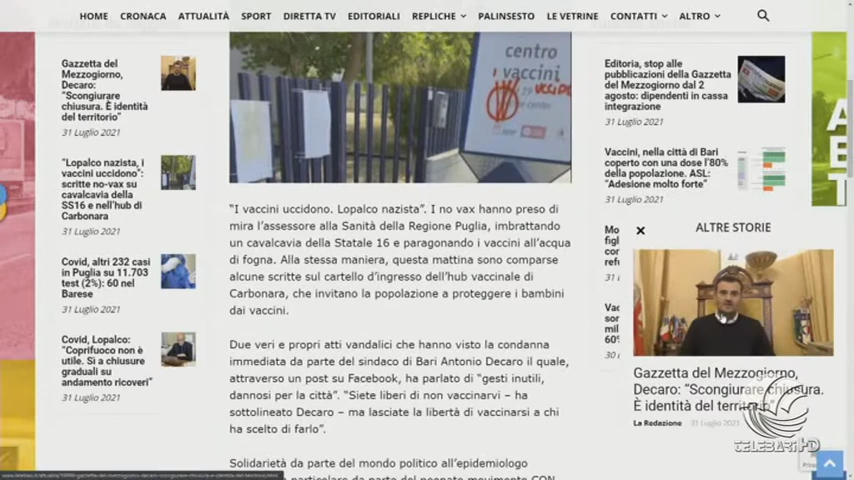 HOME CRONACA ATTUALITÀ SPORT DIRETTA TV EDITORIALI REPLICHE PALINSESTO LE VETRINE CONTATTI ALTRO
Gazzetta del
Mezzogiorno,
Decaro:
“Scongiurare
chiusura. È identità
del territorio”
31 Luglio 2021
“Lopalco nazista, i
vaccini uccidono”:
scritte no-vax su
cavalcavia della
SS16 e nell’hub di
Carbonara
31 Luglio 2021
Covid, altri 232 casi
in Puglia su 11.703
test (2%): 60 nel
Barese
31 Luglio 2021
Covid, Lopalco:
“Coprifuoco non è
utile. Sì a chiusure
graduali su
andamento ricoveri”
31 Luglio 2021
centro
vaccini
UCCIDO
centro
“I vaccini uccidono. Lopalco nazista”. I no vax hanno preso di
mira l’assessore alla Sanità della Regione Puglia, imbrattando
un cavalcavia della Statale 16 e paragonando i vaccini all’acqua
di fogna. Alla stessa maniera, questa mattina sono comparse
alcune scritte sul cartello d’ingresso dell’hub vaccinale di
Carbonara, che invitano la popolazione a proteggere i bambini
dai vaccini.
Due veri e propri atti vandalici che hanno visto la condanna
immediata da parte del sindaco di Bari Antonio Decaro il quale,
attraverso un post su Facebook, ha parlato di “gesti inutili,
dannosi per la città”. “Siete liberi di non vaccinarvi – ha
sottolineato Decaro – ma lasciate la libertà di vaccinarsi a chi
ha scelto di farlo”.
Solidarietà da parte del mondo politico all’epidemiologo
particolare da parte del neonato movimento CON
Editoria, stop alle
pubblicazioni della Gazzetta
del Mezzogiorno dal 2
agosto: dipendenti in cassa
integrazione
31 Luglio 2021
Vaccini, nella città di Bari
coperto con una dose l’80%
della popolazione. ASL:
“Adesione molto forte”
31 Luglio 2021
ALTRE STORIE
Gazzetta del Mezzogiorno,
Decaro: “Scongiurare chiusura.
È identità del territorio”
La Redazione 31 Luglio 2021
TELEBARI HD